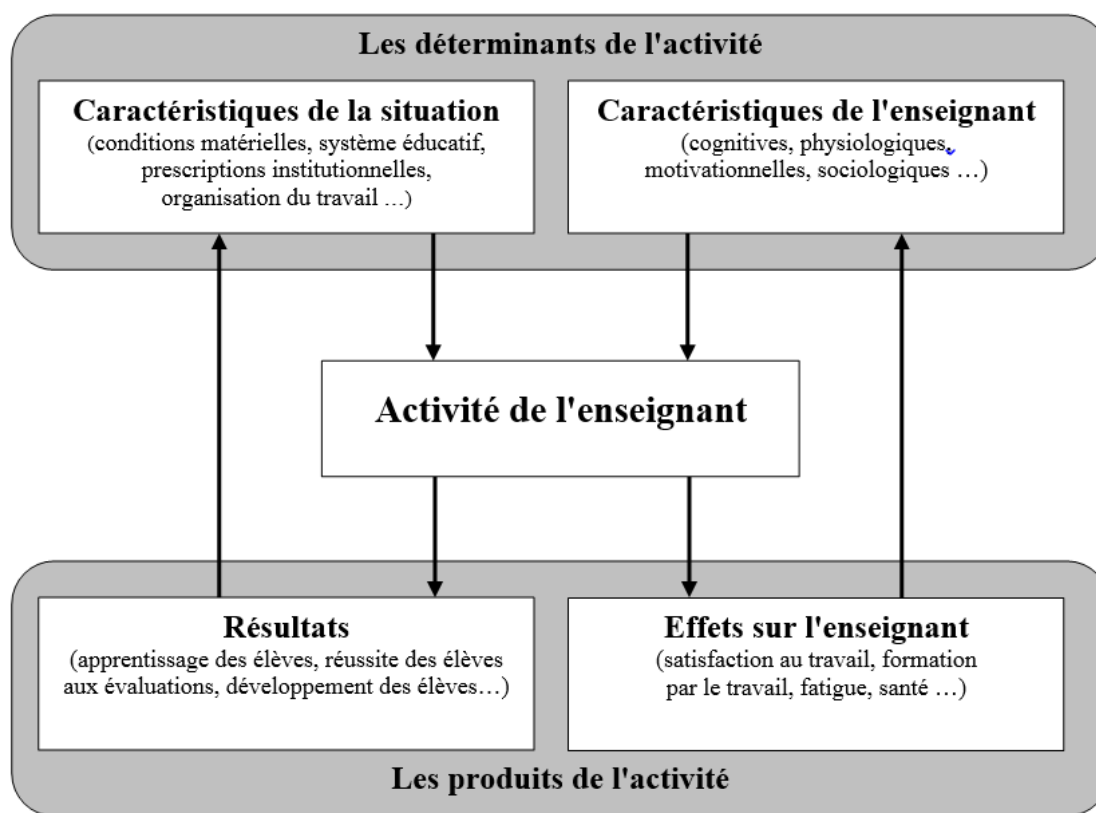 Les déterminants de l'activité
Caractéristiques de la situation
(conditions matérielles, système éducatif,
prescriptions institutionnelles,
organisation du travail …)
Caractéristiques de l'enseignant
(cognitives, physiologiques,
motivationnelles, sociologiques …)
Activité de l'enseignant
Résultats
(apprentissage des élèves, réussite des élèves
aux évaluations, développement des élèves…)
Effets sur l'enseignant
(satisfaction au travail, formation
par le travail, fatigue, santé …)
Les produits de l'activité